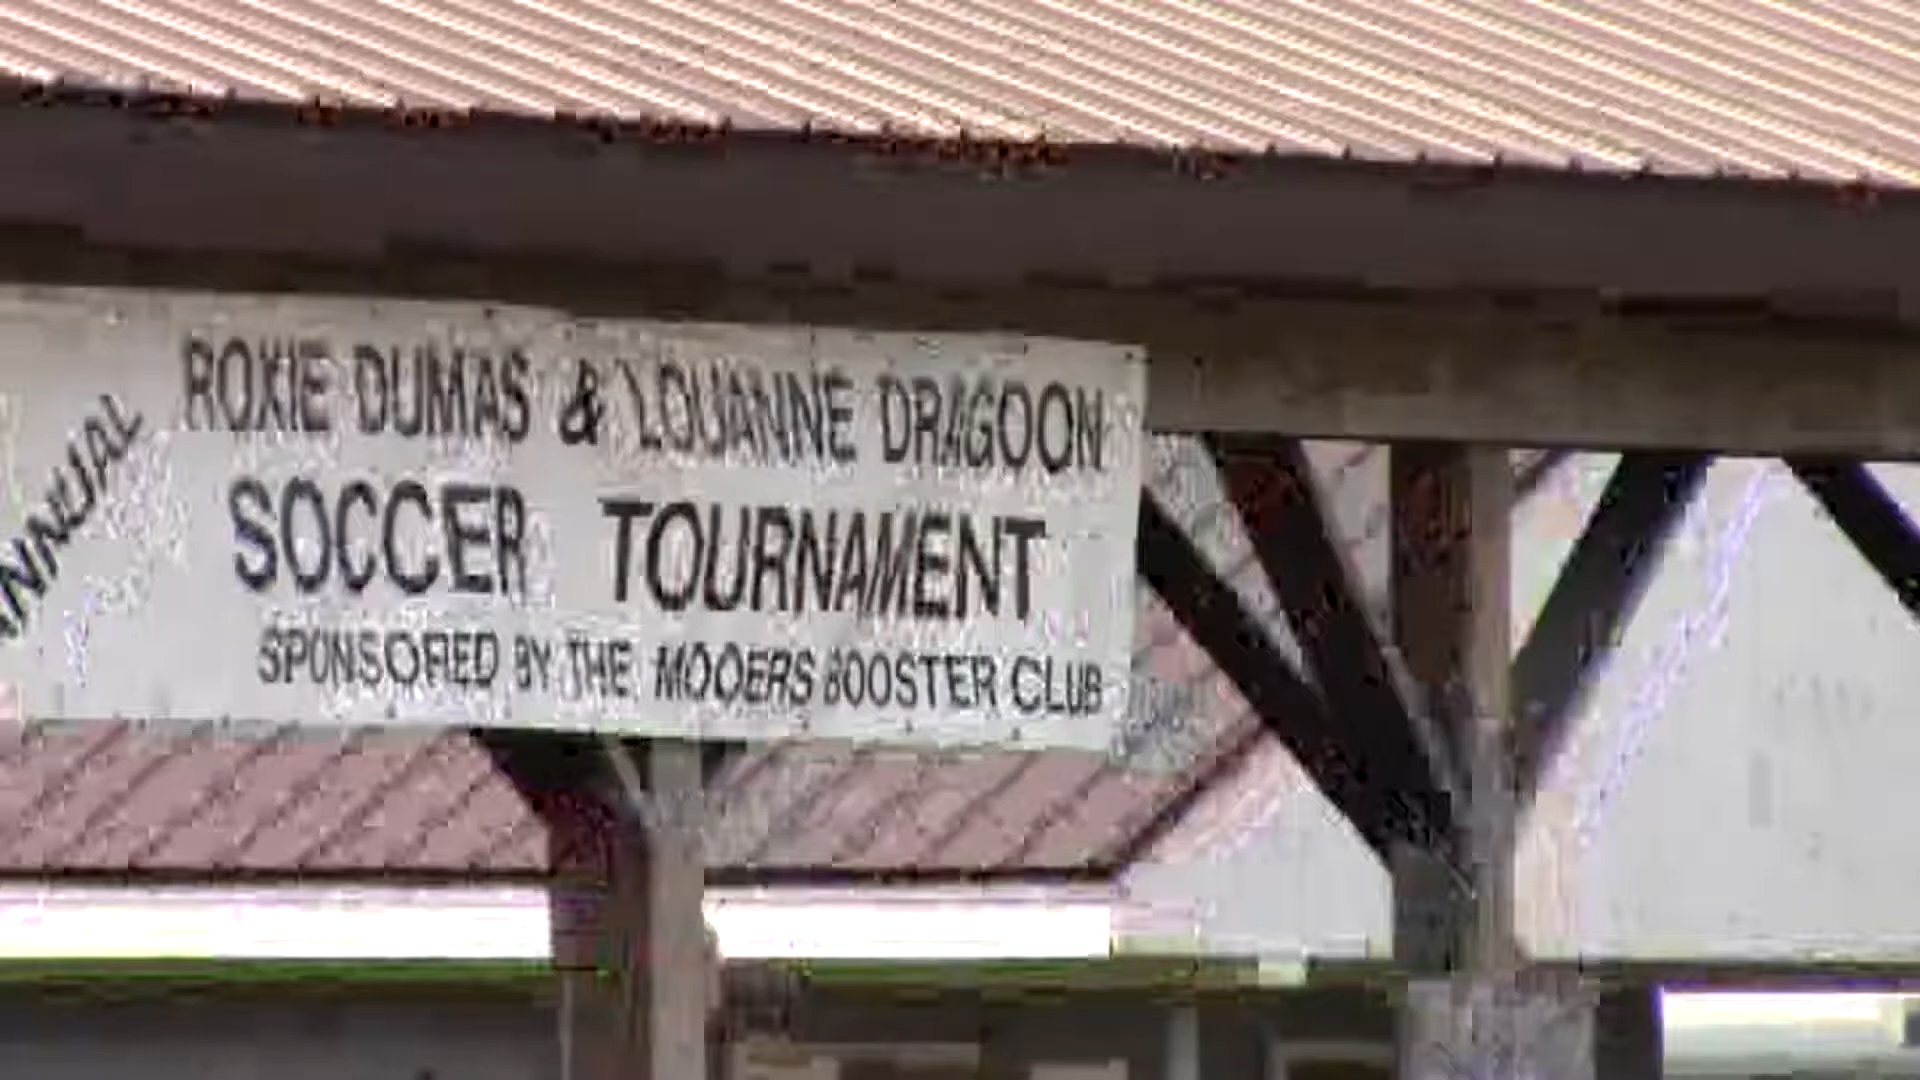 ANNUAL
ROXIE DUMAS & LOUANNE DRAGOON
SOCCER TOURNAMENT
SPONSORED BY THE MOOERS BOOSTER CLUB